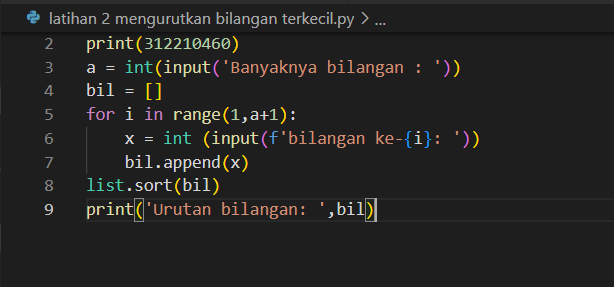 latihan 2 mengurutkan bilangan terkecil.py > ...
2 print(312210460)
3 a = int(input('Banyaknya bilangan : '))
4 bil = []
5 for i in range(1,a+1):
6     x = int (input(f'bilangan ke-{i}: '))
7     bil.append(x)
8 list.sort(bil)
9 print('Urutan bilangan: ',bil)